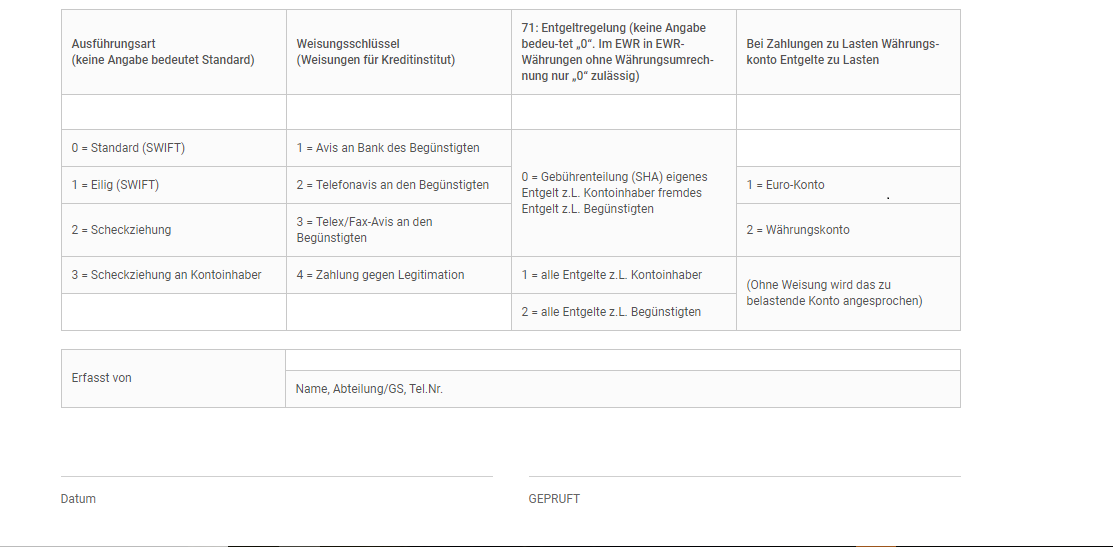 Ausführungsart
(keine Angabe bedeutet Standard)
Weisungsschlüssel
(Weisungen für Kreditinstitut)
71: Entgeltregelung (keine Angabe
bedeu-tet „0“. Im EWR in EWR-
Währungen ohne Währungsumrech-
nung nur „0“ zulässig)
Bei Zahlungen zu Lasten Währungs-
konto Entgelte zu Lasten
0 = Standard (SWIFT)
1 = Avis an Bank des Begünstigten
0 = Gebührenteilung (SHA) eigenes
Entgelt z.L. Kontoinhaber fremdes
Entgelt z.L. Begünstigten
1 = Eilig (SWIFT)
2 = Telefonavis an den Begünstigten
1 = Euro-Konto
2 = Scheckziehung
3 = Telex/Fax-Avis an den
Begünstigten
2 = Währungskonto
3 = Scheckziehung an Kontoinhaber
4 = Zahlung gegen Legitimation
1 = alle Entgelte z.L. Kontoinhaber
(Ohne Weisung wird das zu
belastende Konto angesprochen)
2 = alle Entgelte z.L. Begünstigten
Erfasst von
Name, Abteilung/GS, Tel.Nr.
Datum
GEPRUFT